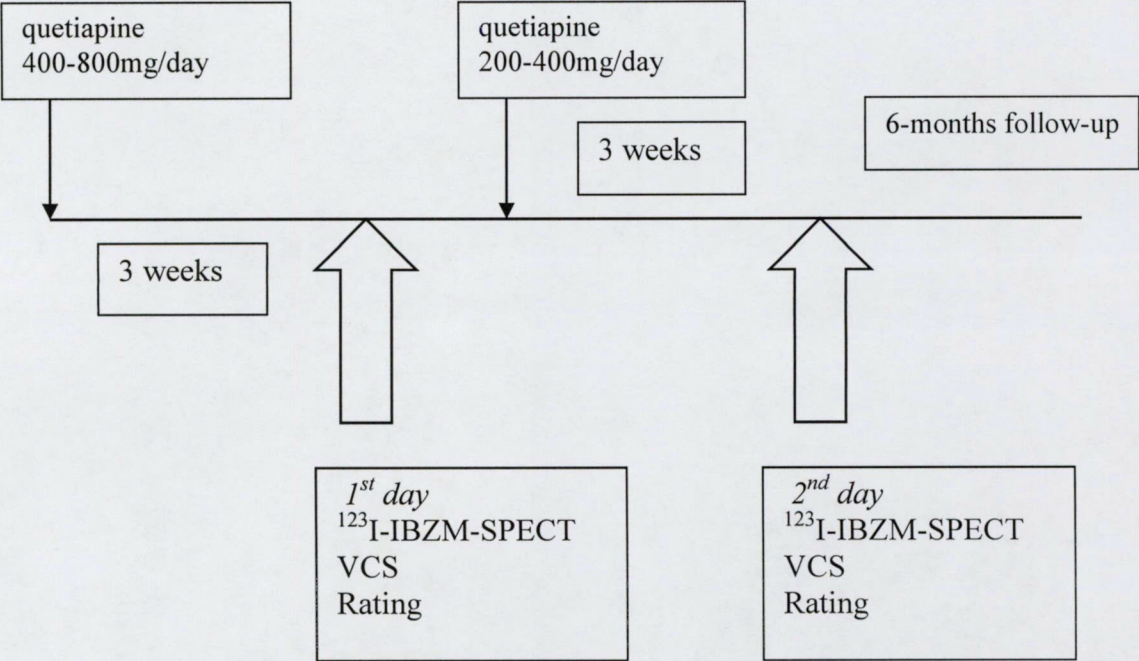 quetiapine
400-800mg/day
quetiapine
200-400mg/day
3 weeks
6-months follow-up
3 weeks
1st day
123I-IBZM-SPECT
VCS
Rating
2nd day
123I-IBZM-SPECT
VCS
Rating